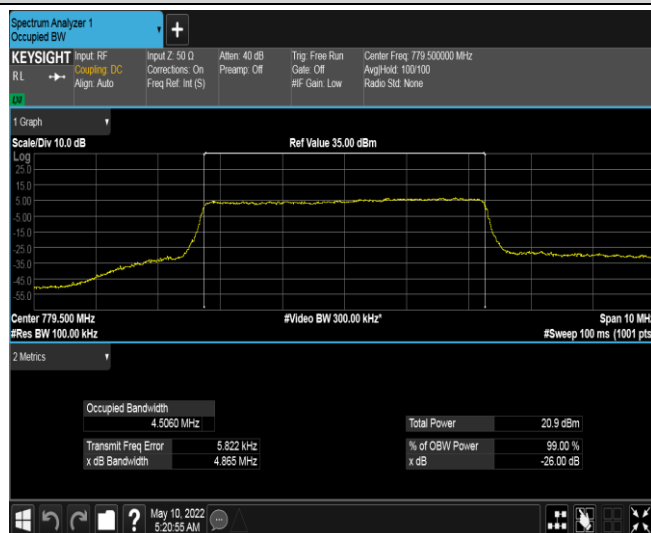 Spectrum Analyzer 1
Occupied BW
+
KEYSIGHT
RL
LXI
Input: RF
Coupling: DC
Align: Auto
Input Z: 50 Ω
Corrections: On
Freq Ref: Int (S)
Atten: 40 dB
Preamp: Off
Trig: Free Run
Gate: Off
#IF Gain: Low
Center Freq: 779.500000 MHz
Avg|Hold: 100/100
Radio Std: None
1 Graph
Scale/Div 10.0 dB
Ref Value 35.00 dBm
Log
25.0
15.0
5.00
-5.00
-15.0
-25.0
-35.0
-45.0
-55.0
Center 779.500 MHz
#Video BW 300.00 kHz*
Span 10 MHz
#Res BW 100.00 kHz
#Sweep 100 ms (1001 pts
2 Metrics
Occupied Bandwidth
4.5060 MHz
Total Power 20.9 dBm
Transmit Freq Error 5.822 kHz
% of OBW Power 99.00 %
x dB Bandwidth 4.865 MHz
x dB -26.00 dB
?
May 10, 2022
5:20:55 AM